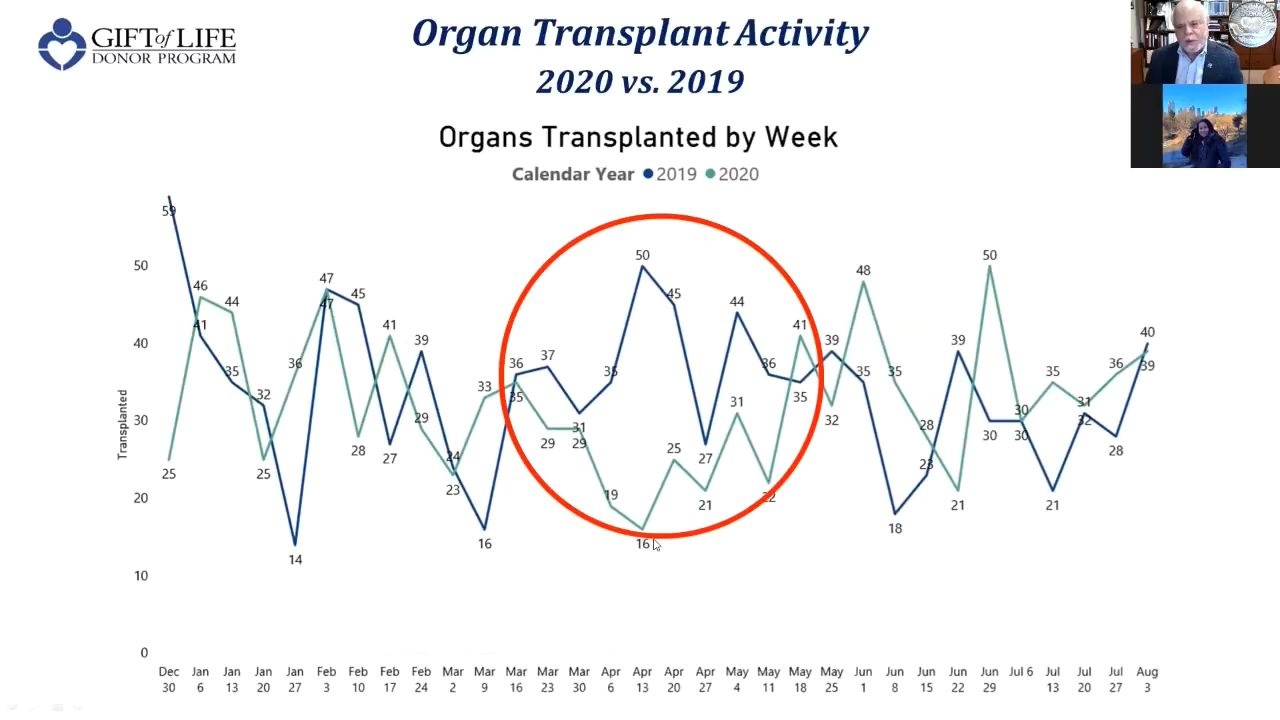 GIFT of LIFE
DONOR PROGRAM
Organ Transplant Activity
2020 vs. 2019
Organs Transplanted by Week
Calendar Year 2019 2020
Transplanted
50
40
30
20
10
0
59 41 35 32 14 47 45 27 39 24 16 36 37 31 35 50 45 27 44 36 35 39 35 18 23 39 30 30 21 31 28 40
25 46 44 25 36 47 28 41 29 23 33 35 29 29 19 16 25 21 31 22 41 32 48 35 28 21 50 30 35 32 36 39
Dec Jan Jan Jan Jan Feb Feb Feb Feb Mar Mar Mar Mar Mar Apr Apr Apr Apr May May May May Jun Jun Jun Jun Jun Jul 6 Jul Jul Jul Aug
30 6 13 20 27 3 10 17 24 2 9 16 23 30 6 13 20 27 4 11 18 25 1 8 15 22 29 13 20 27 3